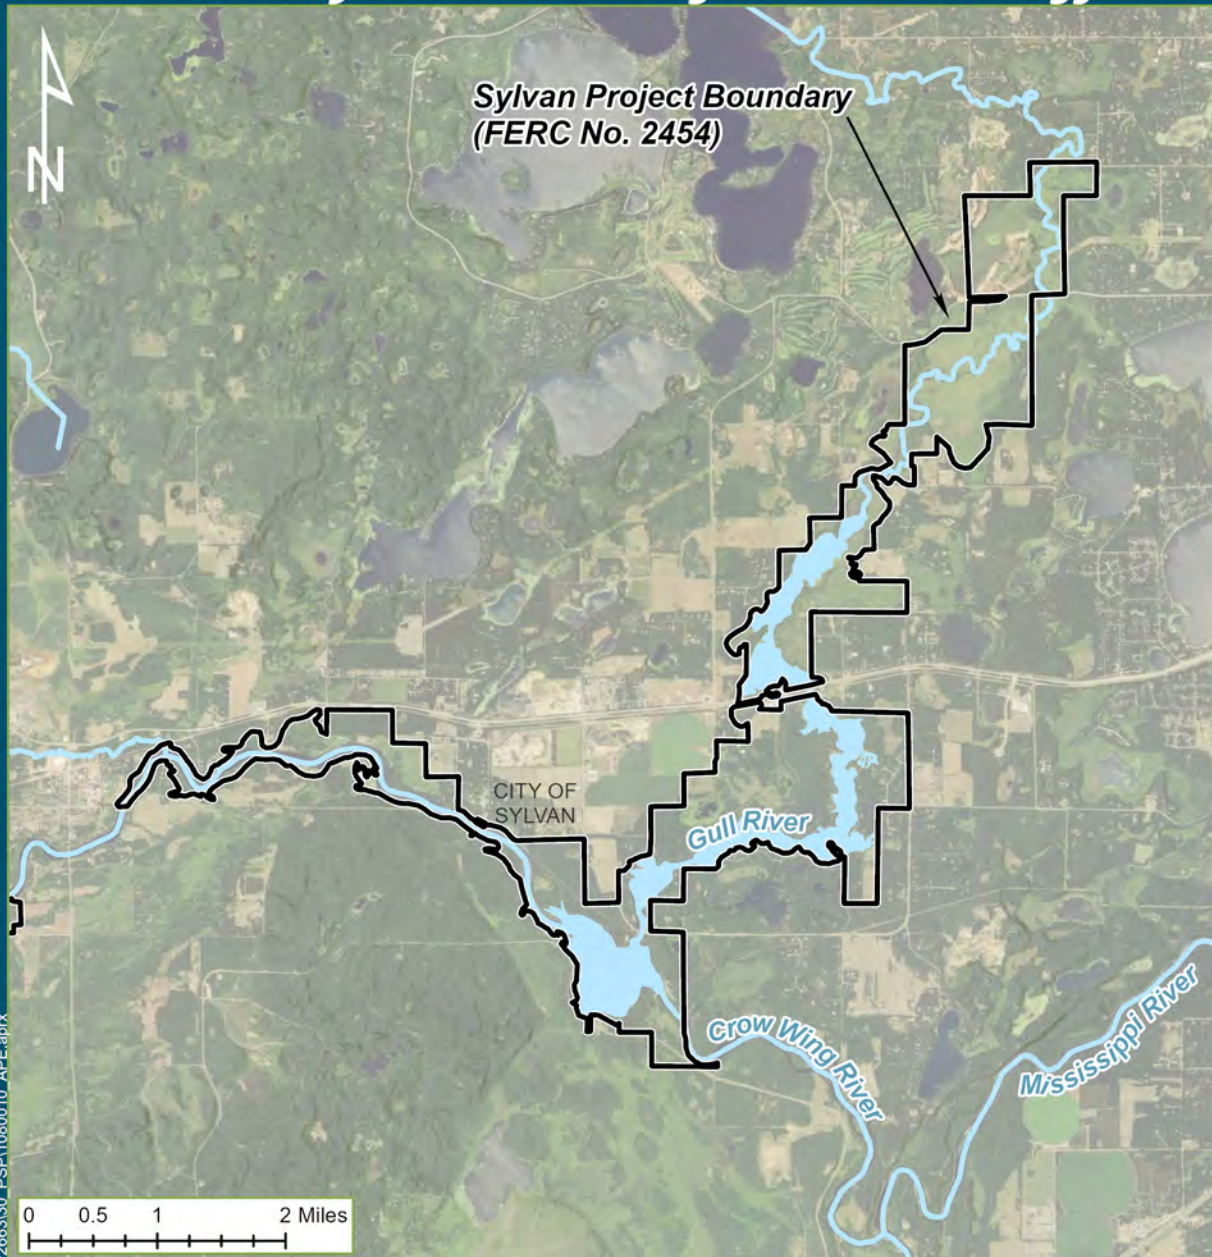 Sylvan Project Boundary
(FERC No. 2454)
N
CITY OF
SYLVAN
Gull River
Crow Wing River
Mississippi River
0 0.5 1 2 Miles